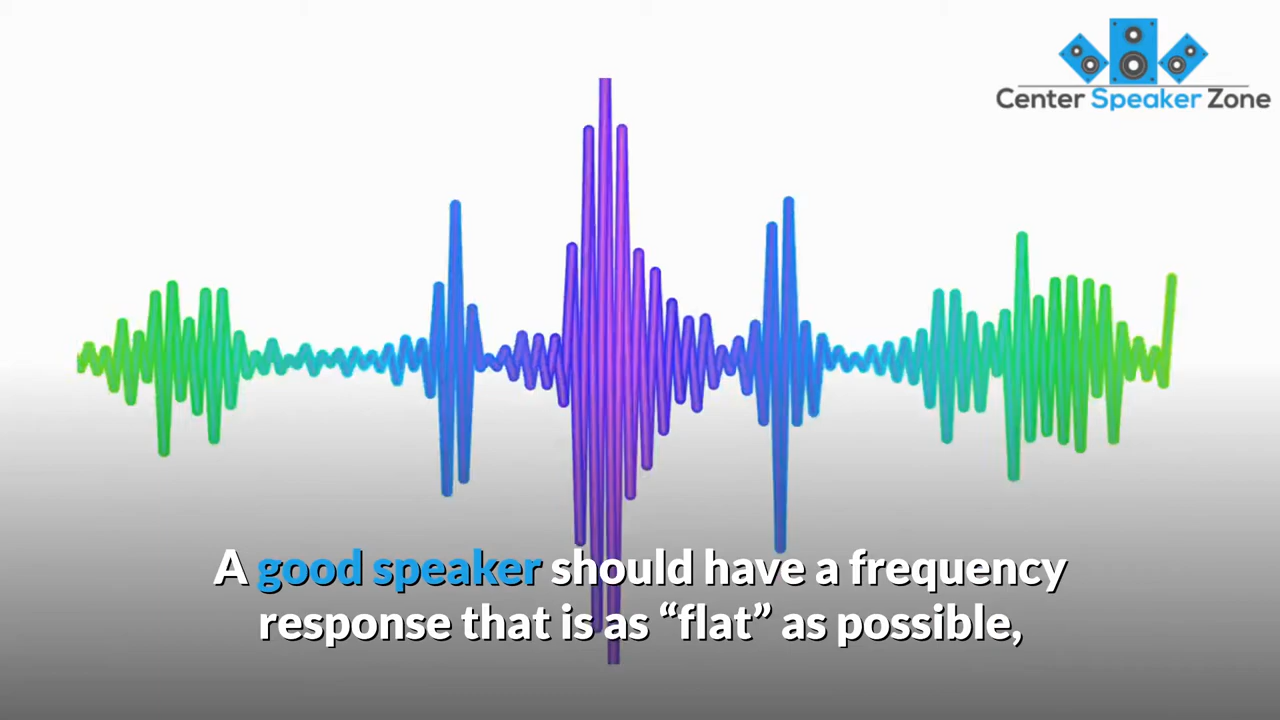 Center Speaker Zone
A good speaker should have a frequency
response that is as “flat” as possible,